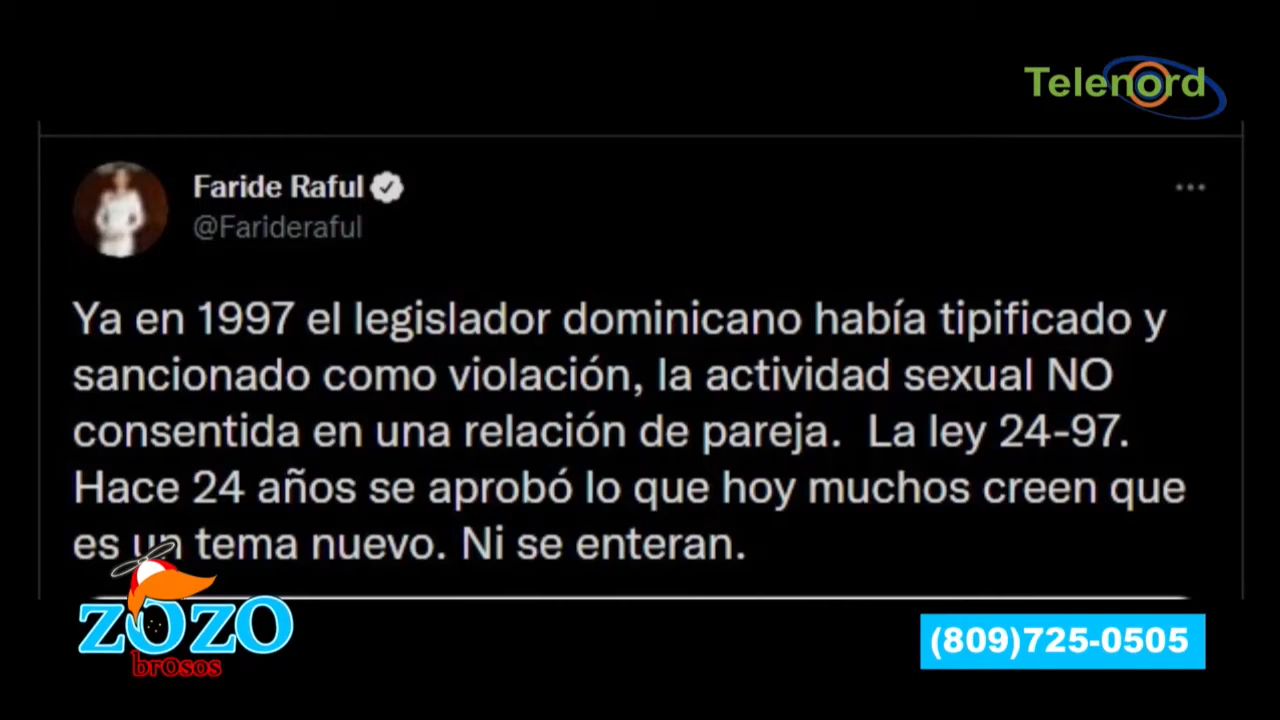 Telenord
Faride Raful
@Farideraful
Ya en 1997 el legislador dominicano había tipificado y
sancionado como violación, la actividad sexual NO
consentida en una relación de pareja. La ley 24-97.
Hace 24 años se aprobó lo que hoy muchos creen que
es un tema nuevo. Ni se enteran.
ZOZO
brOsos
(809)725-0505